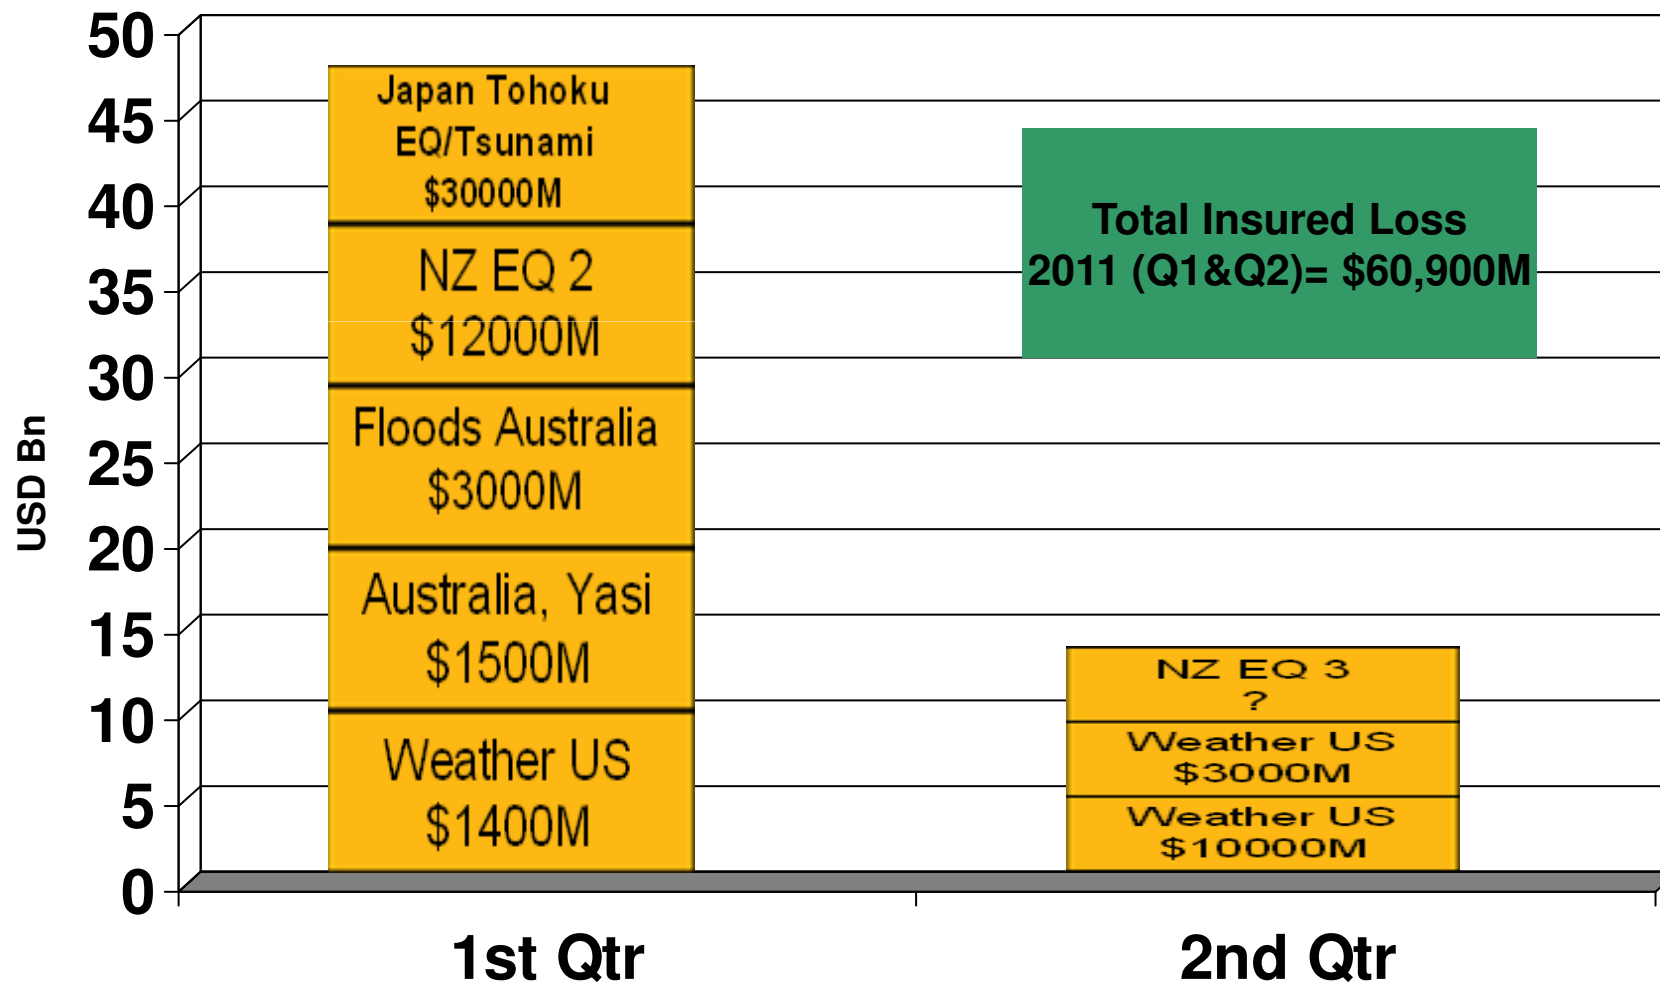 50
45
40
35
30
25
20
15
10
5
0
USD Bn
Japan Tohoku
EQ/Tsunami
$30000M
NZ EQ 2
$12000M
Floods Australia
$3000M
Australia, Yasi
$1500M
Weather US
$1400M
Total Insured Loss
2011 (Q1&Q2)= $60,900M
NZ EQ 3
?
Weather US
$3000M
Weather US
$10000M
1st Qtr
2nd Qtr